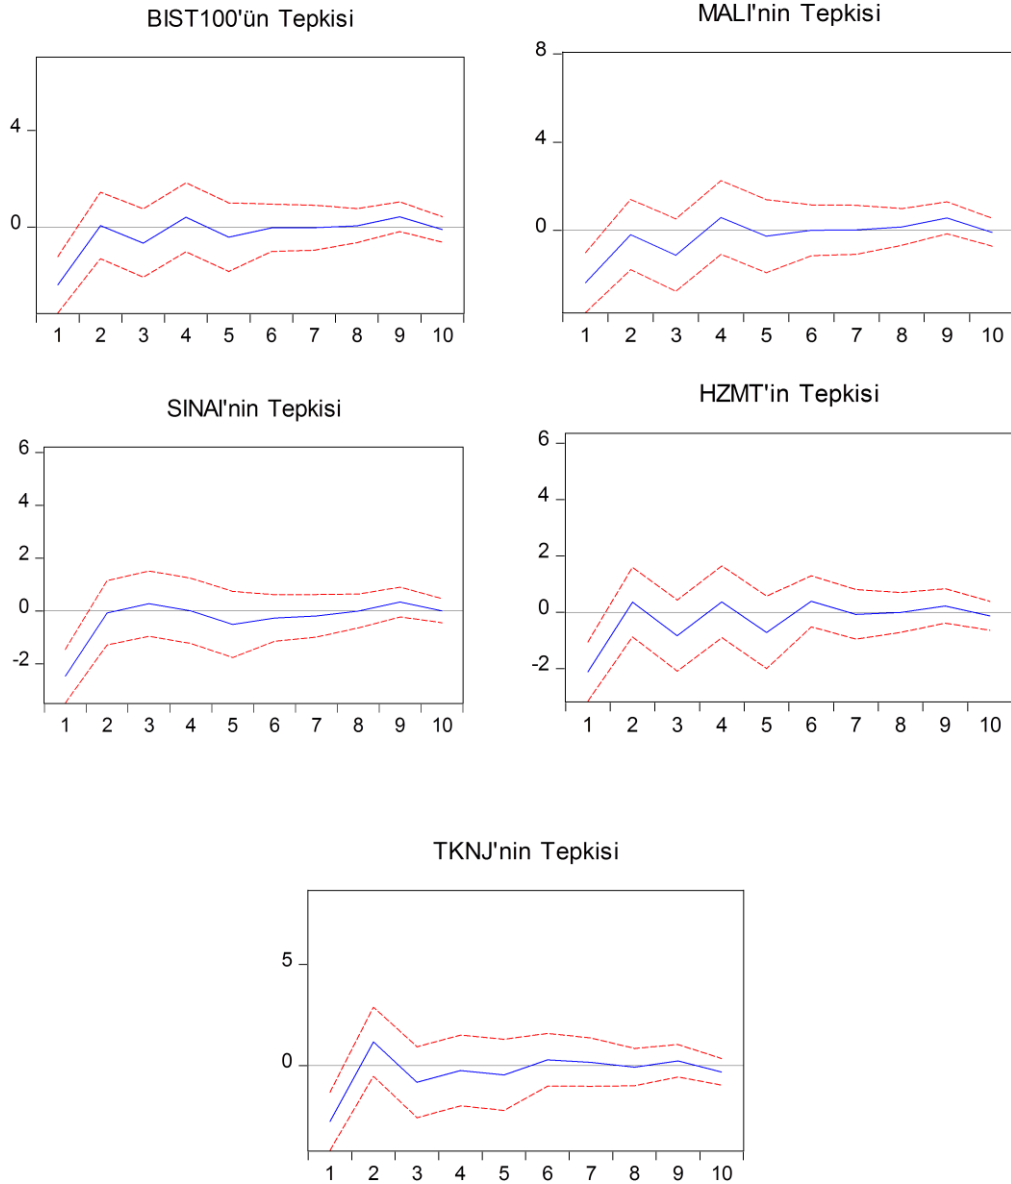 BIST100'ün Tepkisi
4
0
1 2 3 4 5 6 7 8 9 10
MALI'nin Tepkisi
8
4
0
1 2 3 4 5 6 7 8 9 10
SINAI'nin Tepkisi
6
4
2
0
-2
1 2 3 4 5 6 7 8 9 10
HZMT'in Tepkisi
6
4
2
0
-2
1 2 3 4 5 6 7 8 9 10
TKNJ'nin Tepkisi
5
0
1 2 3 4 5 6 7 8 9 10